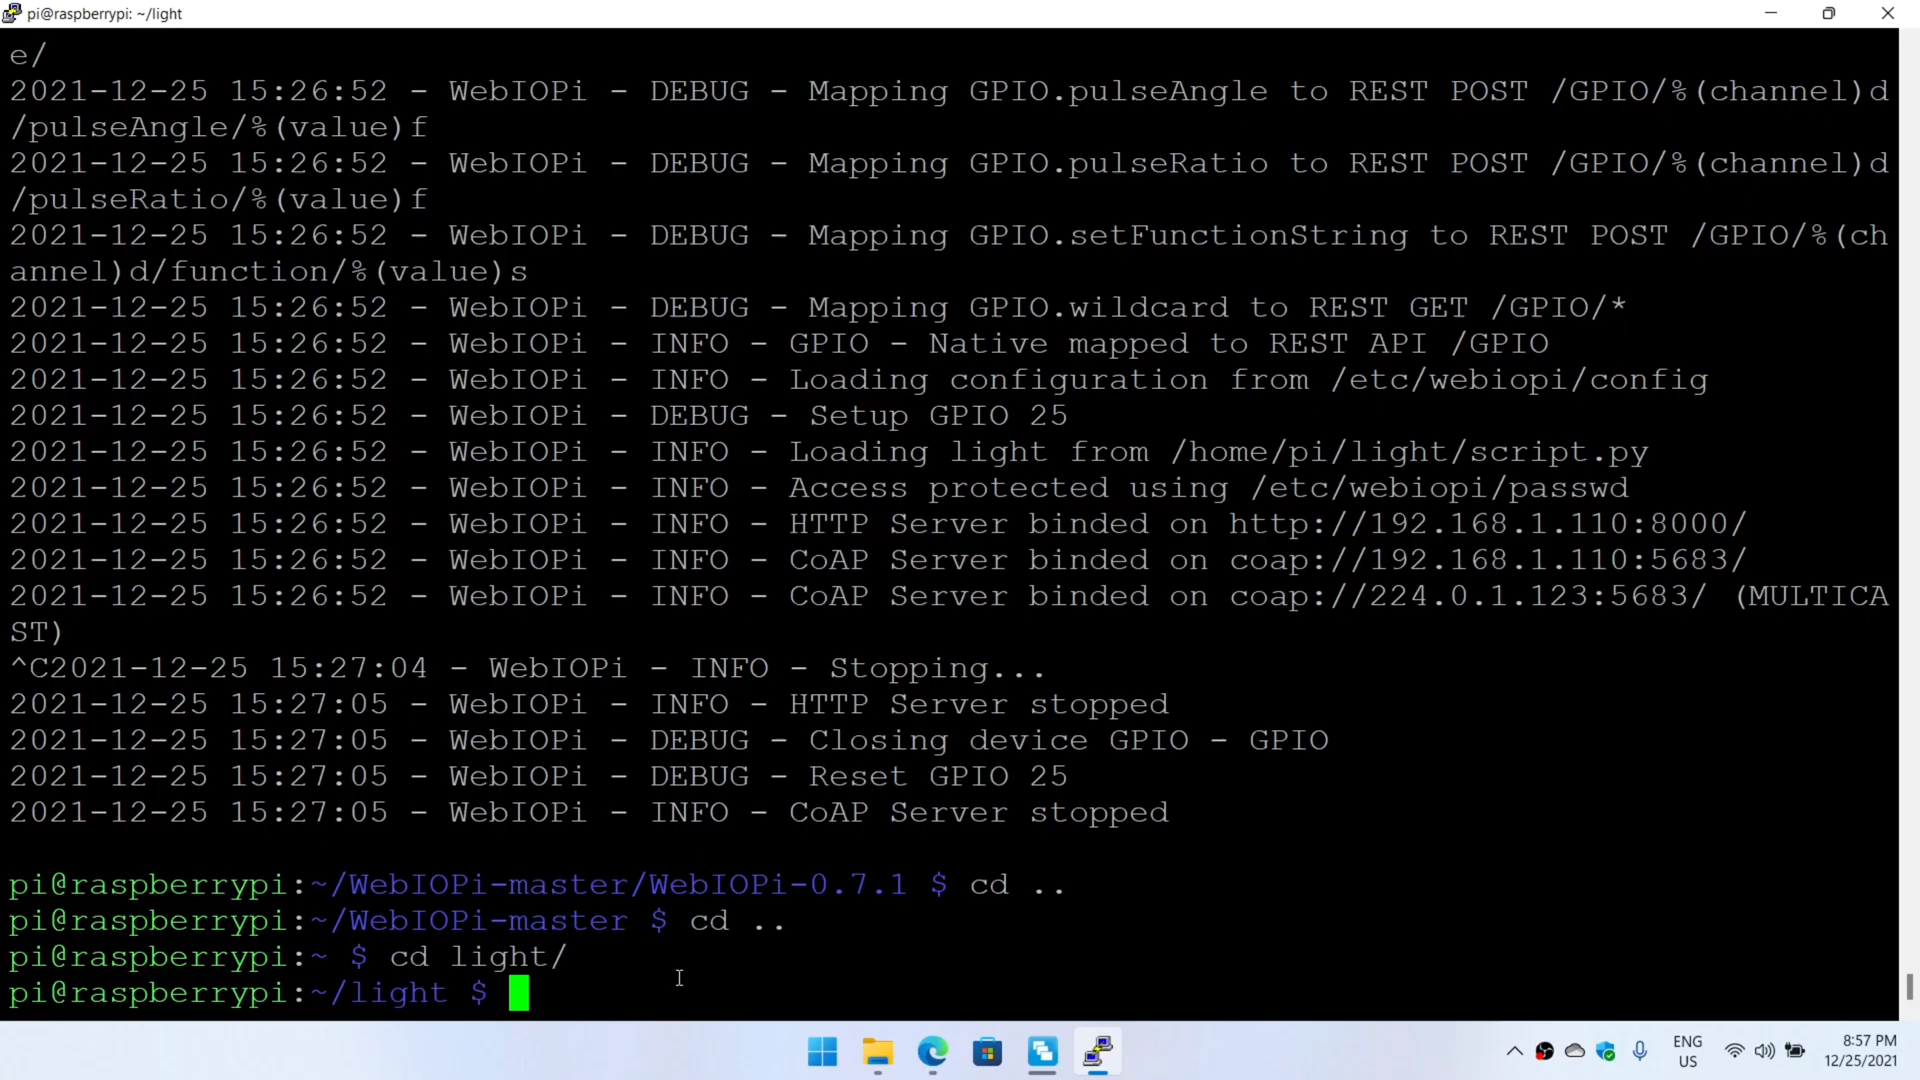 pi@raspberrypi: ~/light
e/
2021-12-25 15:26:52 - WebIOPi - DEBUG - Mapping GPIO.pulseAngle to REST POST /GPIO/%(channel)d
/pulseAngle/%(value)f
2021-12-25 15:26:52 - WebIOPi - DEBUG - Mapping GPIO.pulseRatio to REST POST /GPIO/%(channel)d
/pulseRatio/%(value)f
2021-12-25 15:26:52 - WebIOPi - DEBUG - Mapping GPIO.setFunctionString to REST POST /GPIO/%(ch
annel)d/function/%(value)s
2021-12-25 15:26:52 - WebIOPi - DEBUG - Mapping GPIO.wildcard to REST GET /GPIO/*
2021-12-25 15:26:52 - WebIOPi - INFO - GPIO - Native mapped to REST API /GPIO
2021-12-25 15:26:52 - WebIOPi - INFO - Loading configuration from /etc/webiopi/config
2021-12-25 15:26:52 - WebIOPi - DEBUG - Setup GPIO 25
2021-12-25 15:26:52 - WebIOPi - INFO - Loading light from /home/pi/light/script.py
2021-12-25 15:26:52 - WebIOPi - INFO - Access protected using /etc/webiopi/passwd
2021-12-25 15:26:52 - WebIOPi - INFO - HTTP Server binded on http://192.168.1.110:8000/
2021-12-25 15:26:52 - WebIOPi - INFO - CoAP Server binded on coap://192.168.1.110:5683/
2021-12-25 15:26:52 - WebIOPi - INFO - CoAP Server binded on coap://224.0.1.123:5683/ (MULTICA
ST)
^C2021-12-25 15:27:04 - WebIOPi - INFO - Stopping...
2021-12-25 15:27:05 - WebIOPi - INFO - HTTP Server stopped
2021-12-25 15:27:05 - WebIOPi - DEBUG - Closing device GPIO - GPIO
2021-12-25 15:27:05 - WebIOPi - DEBUG - Reset GPIO 25
2021-12-25 15:27:05 - WebIOPi - INFO - CoAP Server stopped
pi@raspberrypi:~/WebIOPi-master/WebIOPi-0.7.1 $ cd ..
pi@raspberrypi:~/WebIOPi-master $ cd ..
pi@raspberrypi:~ $ cd light/
pi@raspberrypi:~/light $
ENG
US
8:57 PM
12/25/2021